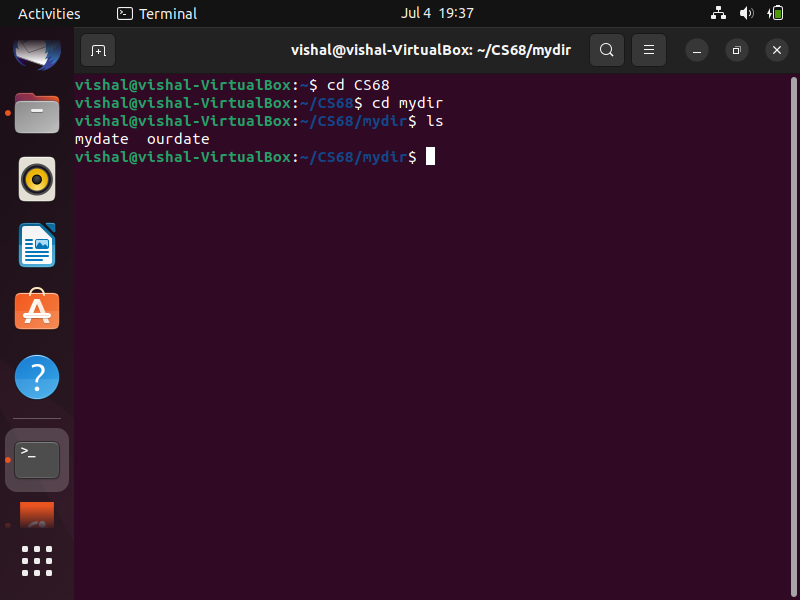 Activities Terminal Jul 4 19:37
vishal@vishal-VirtualBox: ~/CS68/mydir
vishal@vishal-VirtualBox:~$ cd CS68
vishal@vishal-VirtualBox:~/CS68$ cd mydir
vishal@vishal-VirtualBox:~/CS68/mydir$ ls
mydate  ourdate
vishal@vishal-VirtualBox:~/CS68/mydir$